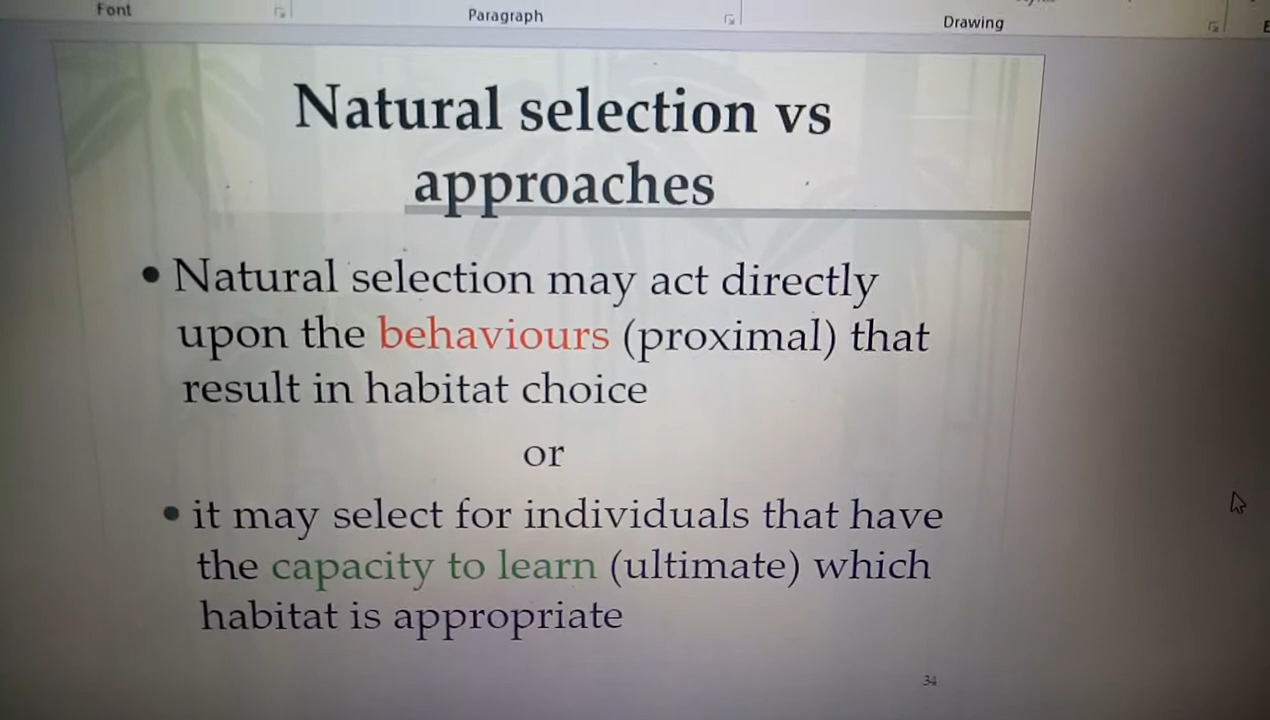 Font
Paragraph
Drawing
Natural selection vs
approaches
• Natural selection may act directly
upon the behaviours (proximal) that
result in habitat choice
or
• it may select for individuals that have
the capacity to learn (ultimate) which
habitat is appropriate
34